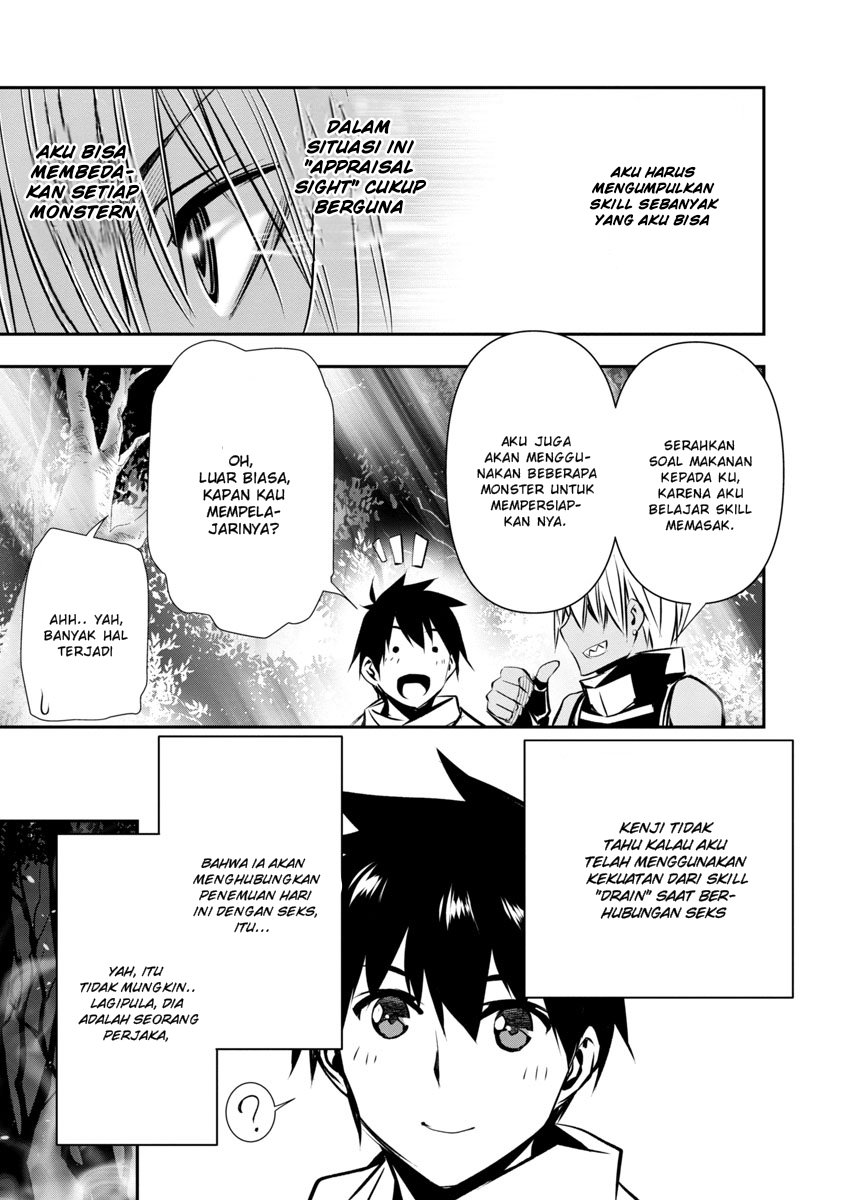 AKU HARUS
MENGUMPULKAN
SKILL SEBANYAK
YANG AKU BISA
DALAM
SITUASI INI
"APPRAISAL
SIGHT" CUKUP
BERGUNA
AKU BISA
MEMBEDA-
KAN SETIAP
MONSTERN
SERAHKAN
SOAL MAKANAN
KEPADA KU,
KARENA AKU
BELAJAR SKILL
MEMASAK.
AKU JUGA
AKAN MENGGU-
NAKAN BEBERAPA
MONSTER UNTUK
MEMPERSIAP-
KAN NYA.
OH,
LUAR BIASA,
KAPAN KAU
MEMPELA-
JARINYA?
AHH.. YAH,
BANYAK HAL
TERJADI
KENJI TIDAK
TAHU KALAU AKU
TELAH MENGGUNAKAN
KEKUATAN DARI SKILL
"DRAIN" SAAT BER-
HUBUNGAN SEKS
BAHWA IA AKAN
MENGHUBUNGKAN
PENEMUAN HARI
INI DENGAN SEKS,
ITU...
YAH, ITU
TIDAK MUNGKIN..
LAGIPULA, DIA
ADALAH SEORANG
PERJAKA,
?